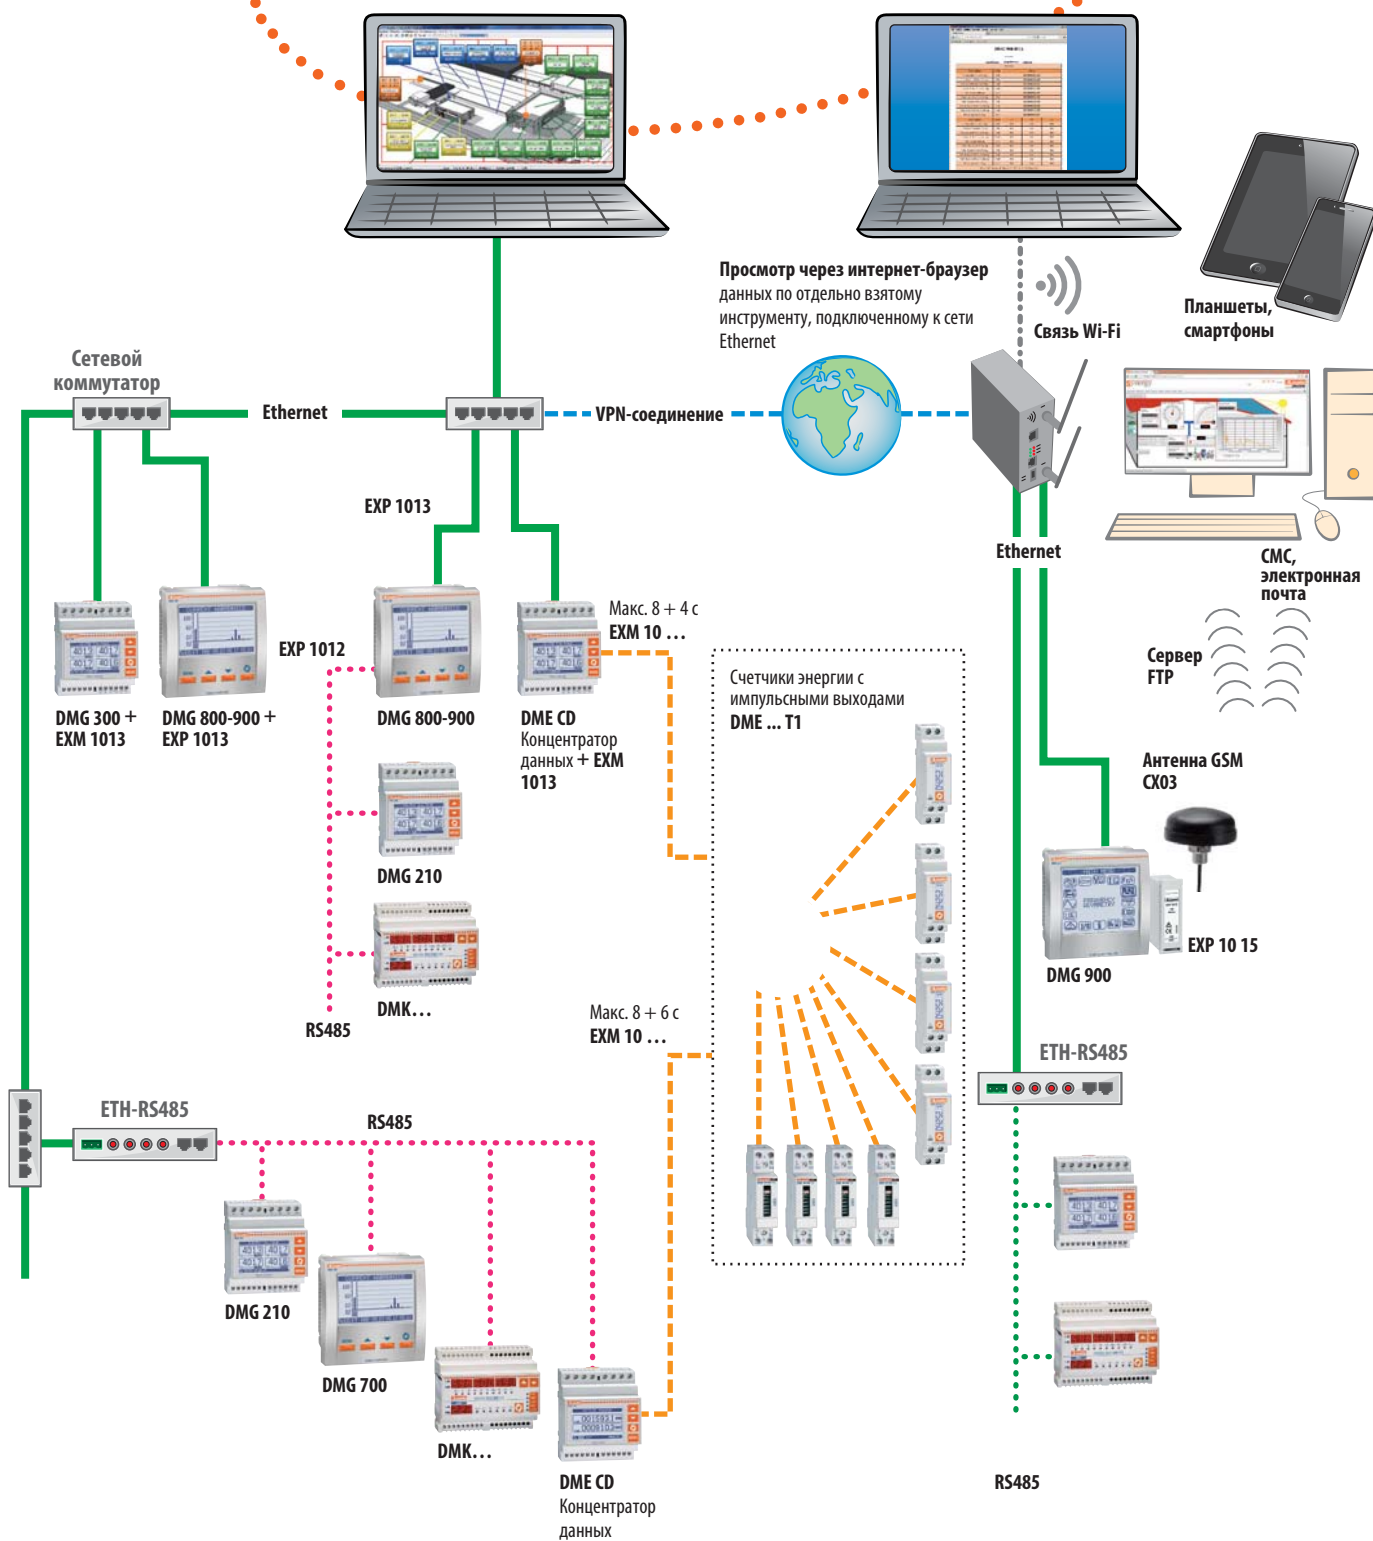 Просмотр через интернет-браузер
данных по отдельно взятому
инструменту, подключенному к сети
Ethernet
Связь Wi-Fi
Планшеты,
смартфоны
Сетевой
коммутатор
Ethernet
VPN-соединение
EXP 1013
Ethernet
СМС,
электронная
почта
Сервер
FTP
DMG 300 +
EXM 1013
DMG 800-900 +
EXP 1013
EXP 1012
DMG 800-900
DME CD
Концентратор
данных + EXM
1013
Макс. 8 + 4 с
EXM 10 …
Счетчики энергии с
импульсными выходами
DME ... T1
Антенна GSM
CX03
DMG 210
EXP 10 15
DMG 900
DMK…
RS485
Макс. 8 + 6 с
EXM 10 …
ETH-RS485
ETH-RS485
RS485
DMG 210
DMG 700
DMK…
DME CD
Концентратор
данных
RS485